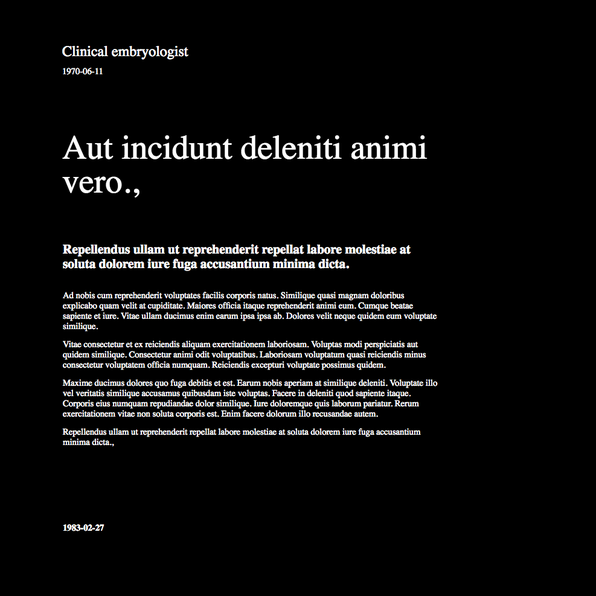 Clinical embryologist
1970-06-11
Aut incidunt deleniti animi
vero.,
Repellendus ullam ut reprehenderit repellat labore molestiae at
soluta dolorem iure fuga accusantium minima dicta.
Ad nobis cum reprehenderit voluptates facilis corporis natus. Similique quasi magnam doloribus
explicabo quam velit at cupiditate. Maiores officia itaque reprehenderit animi eum. Cumque beatae
sapiente et iure. Vitae ullam ducimus enim earum ipsa ipsa ab. Dolores velit neque quidem eum voluptate
similique.
Vitae consectetur et ex reiciendis aliquam exercitationem laboriosam. Voluptas modi perspiciatis aut
quidem similique. Consectetur animi odit voluptatibus. Laboriosam voluptatum quasi reiciendis minus
consectetur voluptatem officia numquam. Reiciendis excepturi voluptate possimus quidem.
Maxime ducimus dolores quo fuga debitis et est. Earum nobis aperiam at similique deleniti. Voluptate illo
vel veritatis similique accusamus quibusdam iste voluptas. Facere in deleniti quod sapiente itaque.
Corporis eius numquam repudiandae dolor similique. Iure doloremque quis laborum pariatur. Rerum
exercitationem vitae non soluta corporis est. Enim facere dolorum illo recusandae autem.
Repellendus ullam ut reprehenderit repellat labore molestiae at soluta dolorem iure fuga accusantium
minima dicta.,
1983-02-27